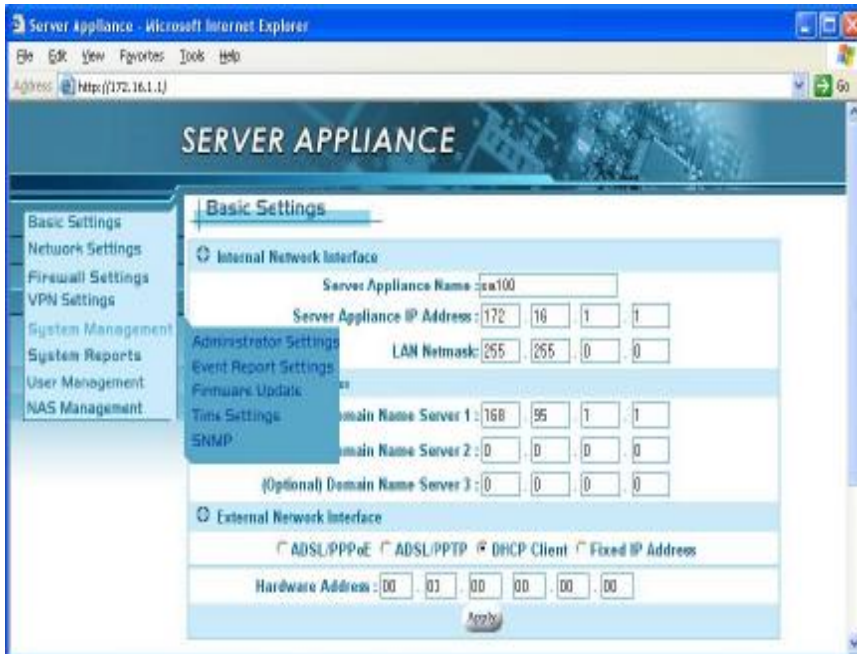 Server Appliance - Microsoft Internet Explorer
File Edit View Favorites Tools Help
Address http://172.16.1.1/ Go
SERVER APPLIANCE
Basic Settings
Network Settings
Firewall Settings
VPN Settings
System Management
System Reports
User Management
NAS Management
Administrator Settings
Event Report Settings
Firmware Update
Time Settings
SNMP
Basic Settings
Internal Network Interface
Server Appliance Name : sa100
Server Appliance IP Address : 172 . 16 . 1 . 1
LAN Netmask: 255 . 255 . 0 . 0
Name Server 1 : 168 . 95 . 1 . 1
Name Server 2 : 0 . 0 . 0 . 0
(Optional) Domain Name Server 3 : 0 . 0 . 0 . 0
External Network Interface
ADSL/PPPoE ADSL/PPTP DHCP Client Fixed IP Address
Hardware Address : 00 . 03 . 00 . 00 . 00 . 00
Apply